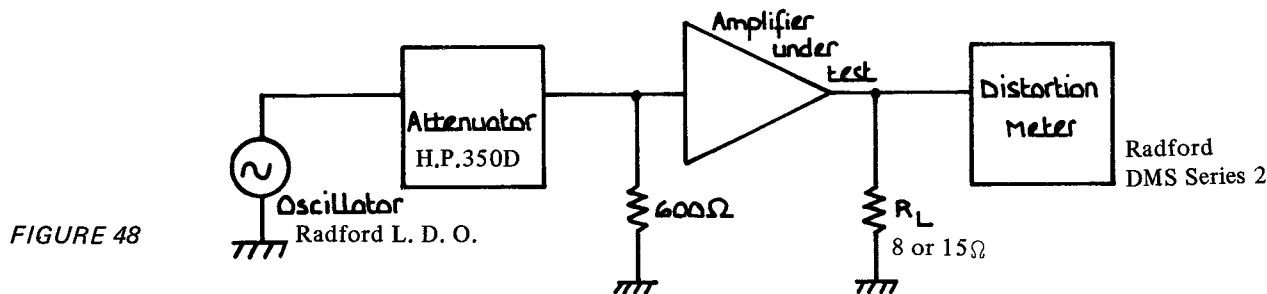 Amplifier
under
test
Attenuator
H.P.350D
Distortion
Meter
Radford
DMS Series 2
~
Oscillator
Radford L. D. O.
600Ω
R_L
8 or 15Ω
FIGURE 48